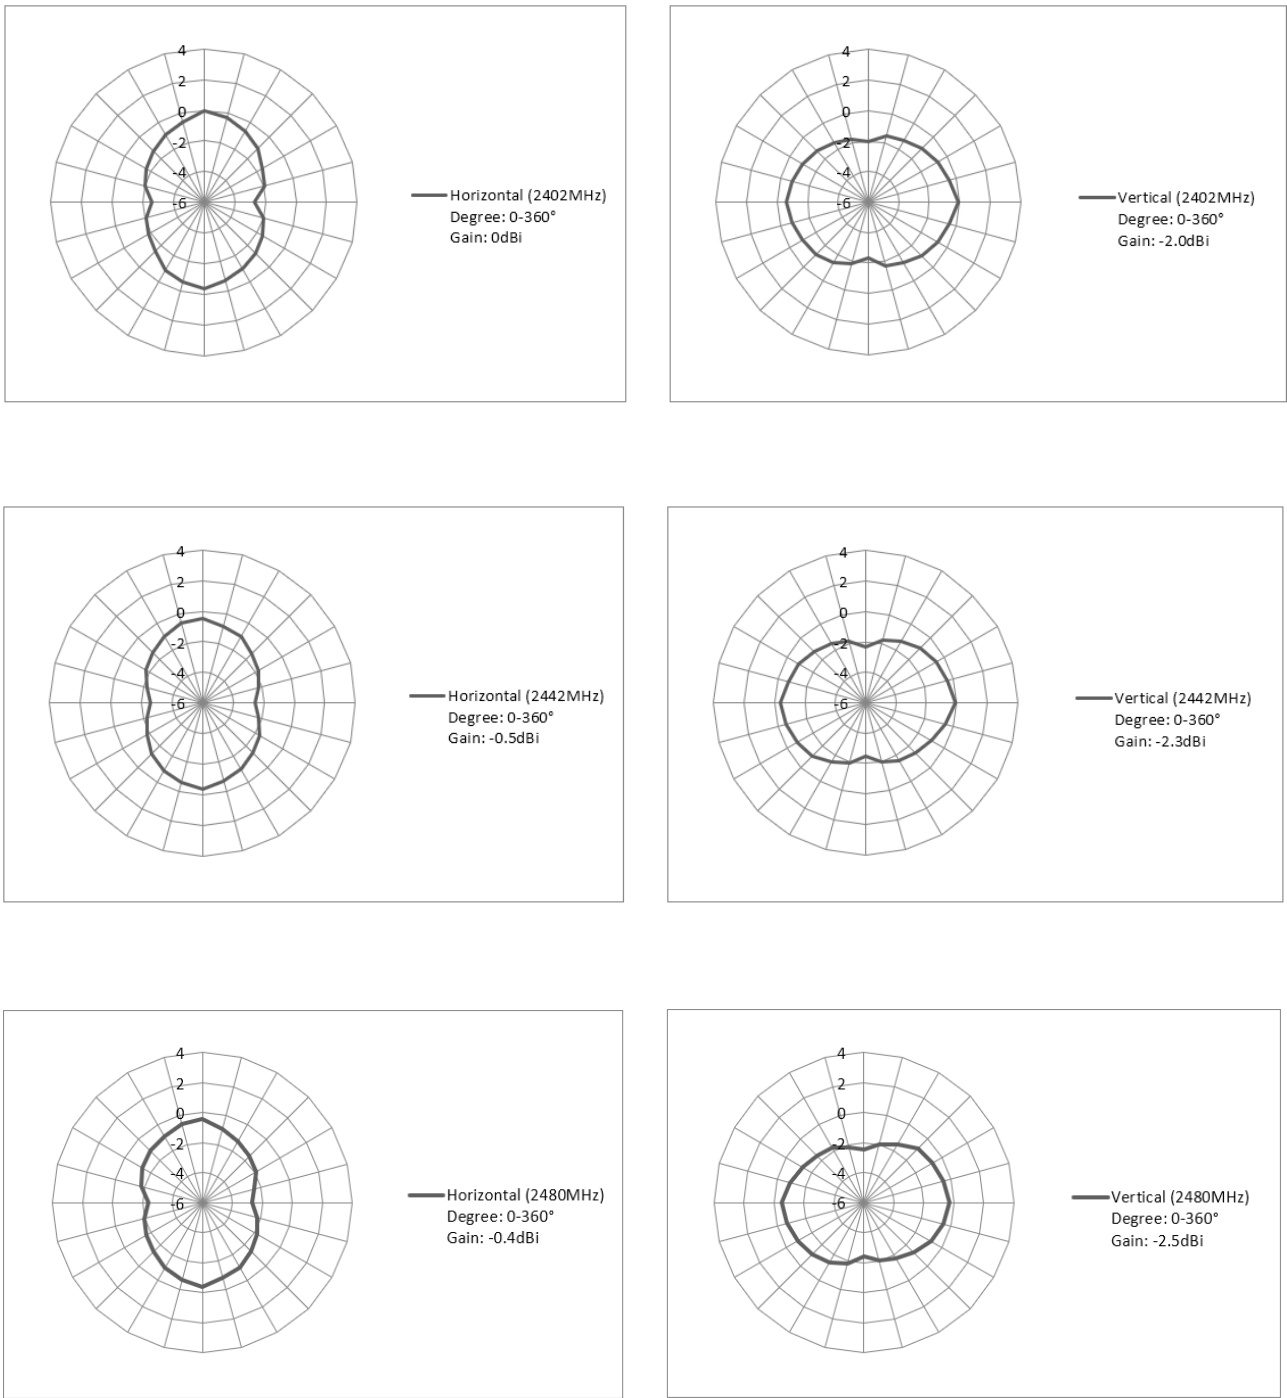 4
2
0
-2
-4
-6
Horizontal (2402MHz)
Degree: 0-360°
Gain: 0dBi
4
2
0
-2
-4
-6
Vertical (2402MHz)
Degree: 0-360°
Gain: -2.0dBi
4
2
0
-2
-4
-6
Horizontal (2442MHz)
Degree: 0-360°
Gain: -0.5dBi
4
2
0
-2
-4
-6
Vertical (2442MHz)
Degree: 0-360°
Gain: -2.3dBi
4
2
0
-2
-4
-6
Horizontal (2480MHz)
Degree: 0-360°
Gain: -0.4dBi
4
2
0
-2
-4
-6
Vertical (2480MHz)
Degree: 0-360°
Gain: -2.5dBi